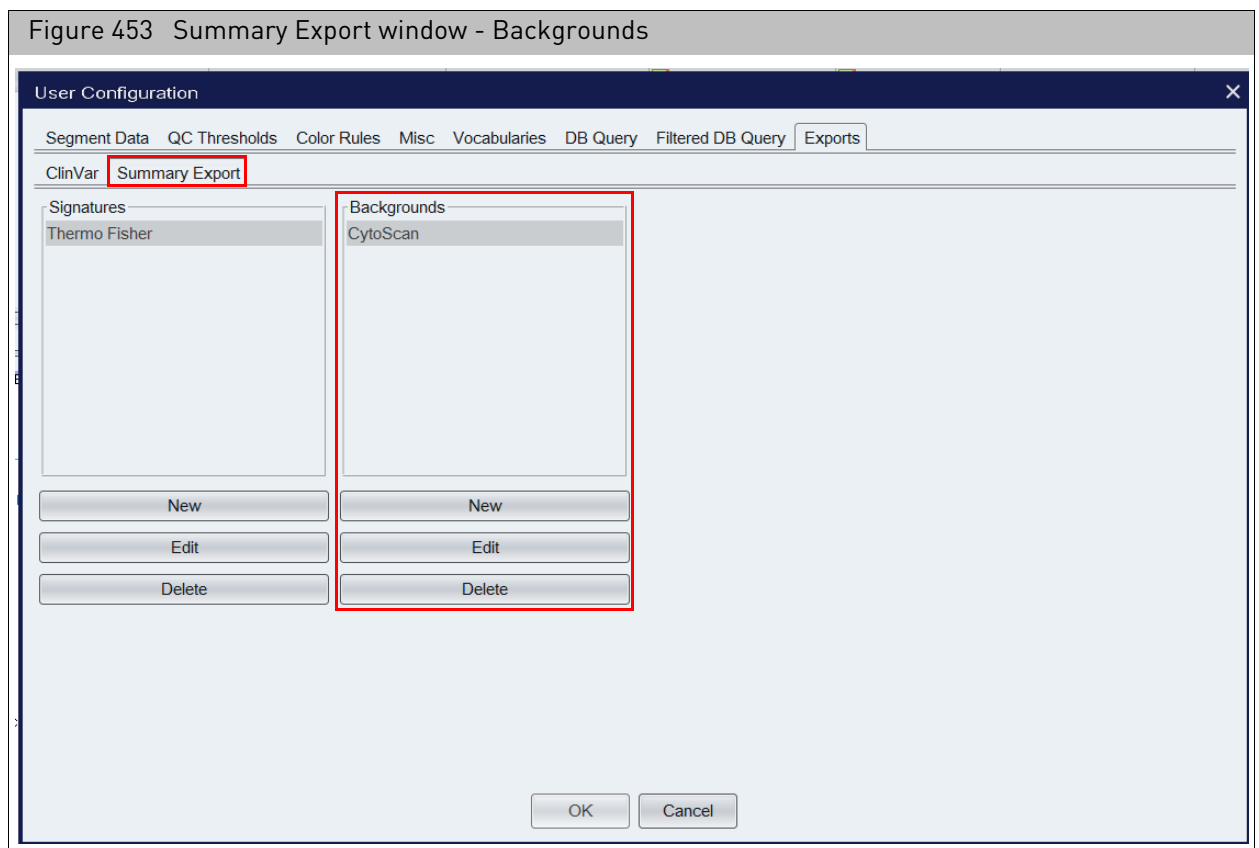 Figure 453 Summary Export window - Backgrounds
User Configuration
Segment Data QC Thresholds Color Rules Misc Vocabularies DB Query Filtered DB Query Exports
ClinVar Summary Export
Signatures Backgrounds
Thermo Fisher CytoScan
New New
Edit Edit
Delete Delete
OK Cancel